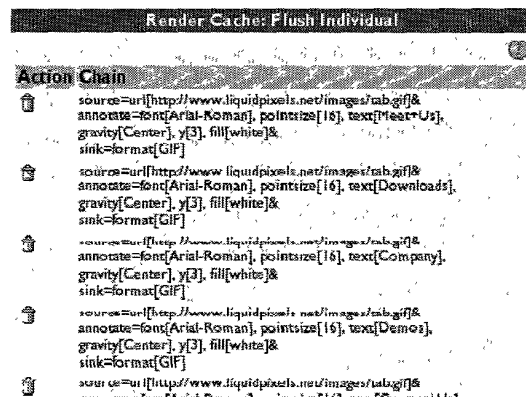 Render Cache: Flush Individual
Action Chain
source=url[http://www.liquidpixels.net/images/tab.gif]&
annotate=font[Arial-Roman], pointsize[16], text[Meet+Us],
gravity[Center], y[3], fill[white]&
sink=format[GIF]
source=url[http://www.liquidpixels.net/images/tab.gif]&
annotate=font[Arial-Roman], pointsize[16], text[Downloads],
gravity[Center], y[3], fill[white]&
sink=format[GIF]
source=url[http://www.liquidpixels.net/images/tab.gif]&
annotate=font[Arial-Roman], pointsize[16], text[Company],
gravity[Center], y[3], fill[white]&
sink=format[GIF]
source=url[http://www.liquidpixels.net/images/tab.gif]&
annotate=font[Arial-Roman], pointsize[16], text[Demos],
gravity[Center], y[3], fill[white]&
sink=format[GIF]
source=url[http://www.liquidpixels.net/images/tab.gif]&